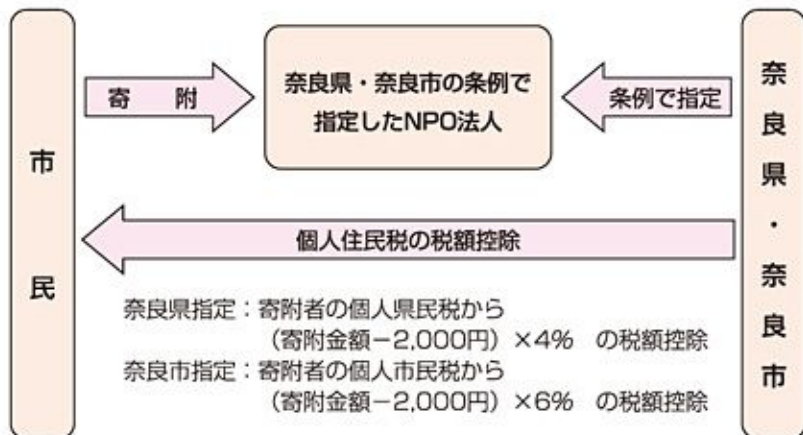 市民
寄　附
奈良県・奈良市の条例で
指定したNPO法人
条例で指定
奈良県・奈良市
個人住民税の税額控除
奈良県指定：寄附者の個人県民税から
（寄附金額－2,000円）×4%　の税額控除
奈良市指定：寄附者の個人市民税から
（寄附金額－2,000円）×6%　の税額控除